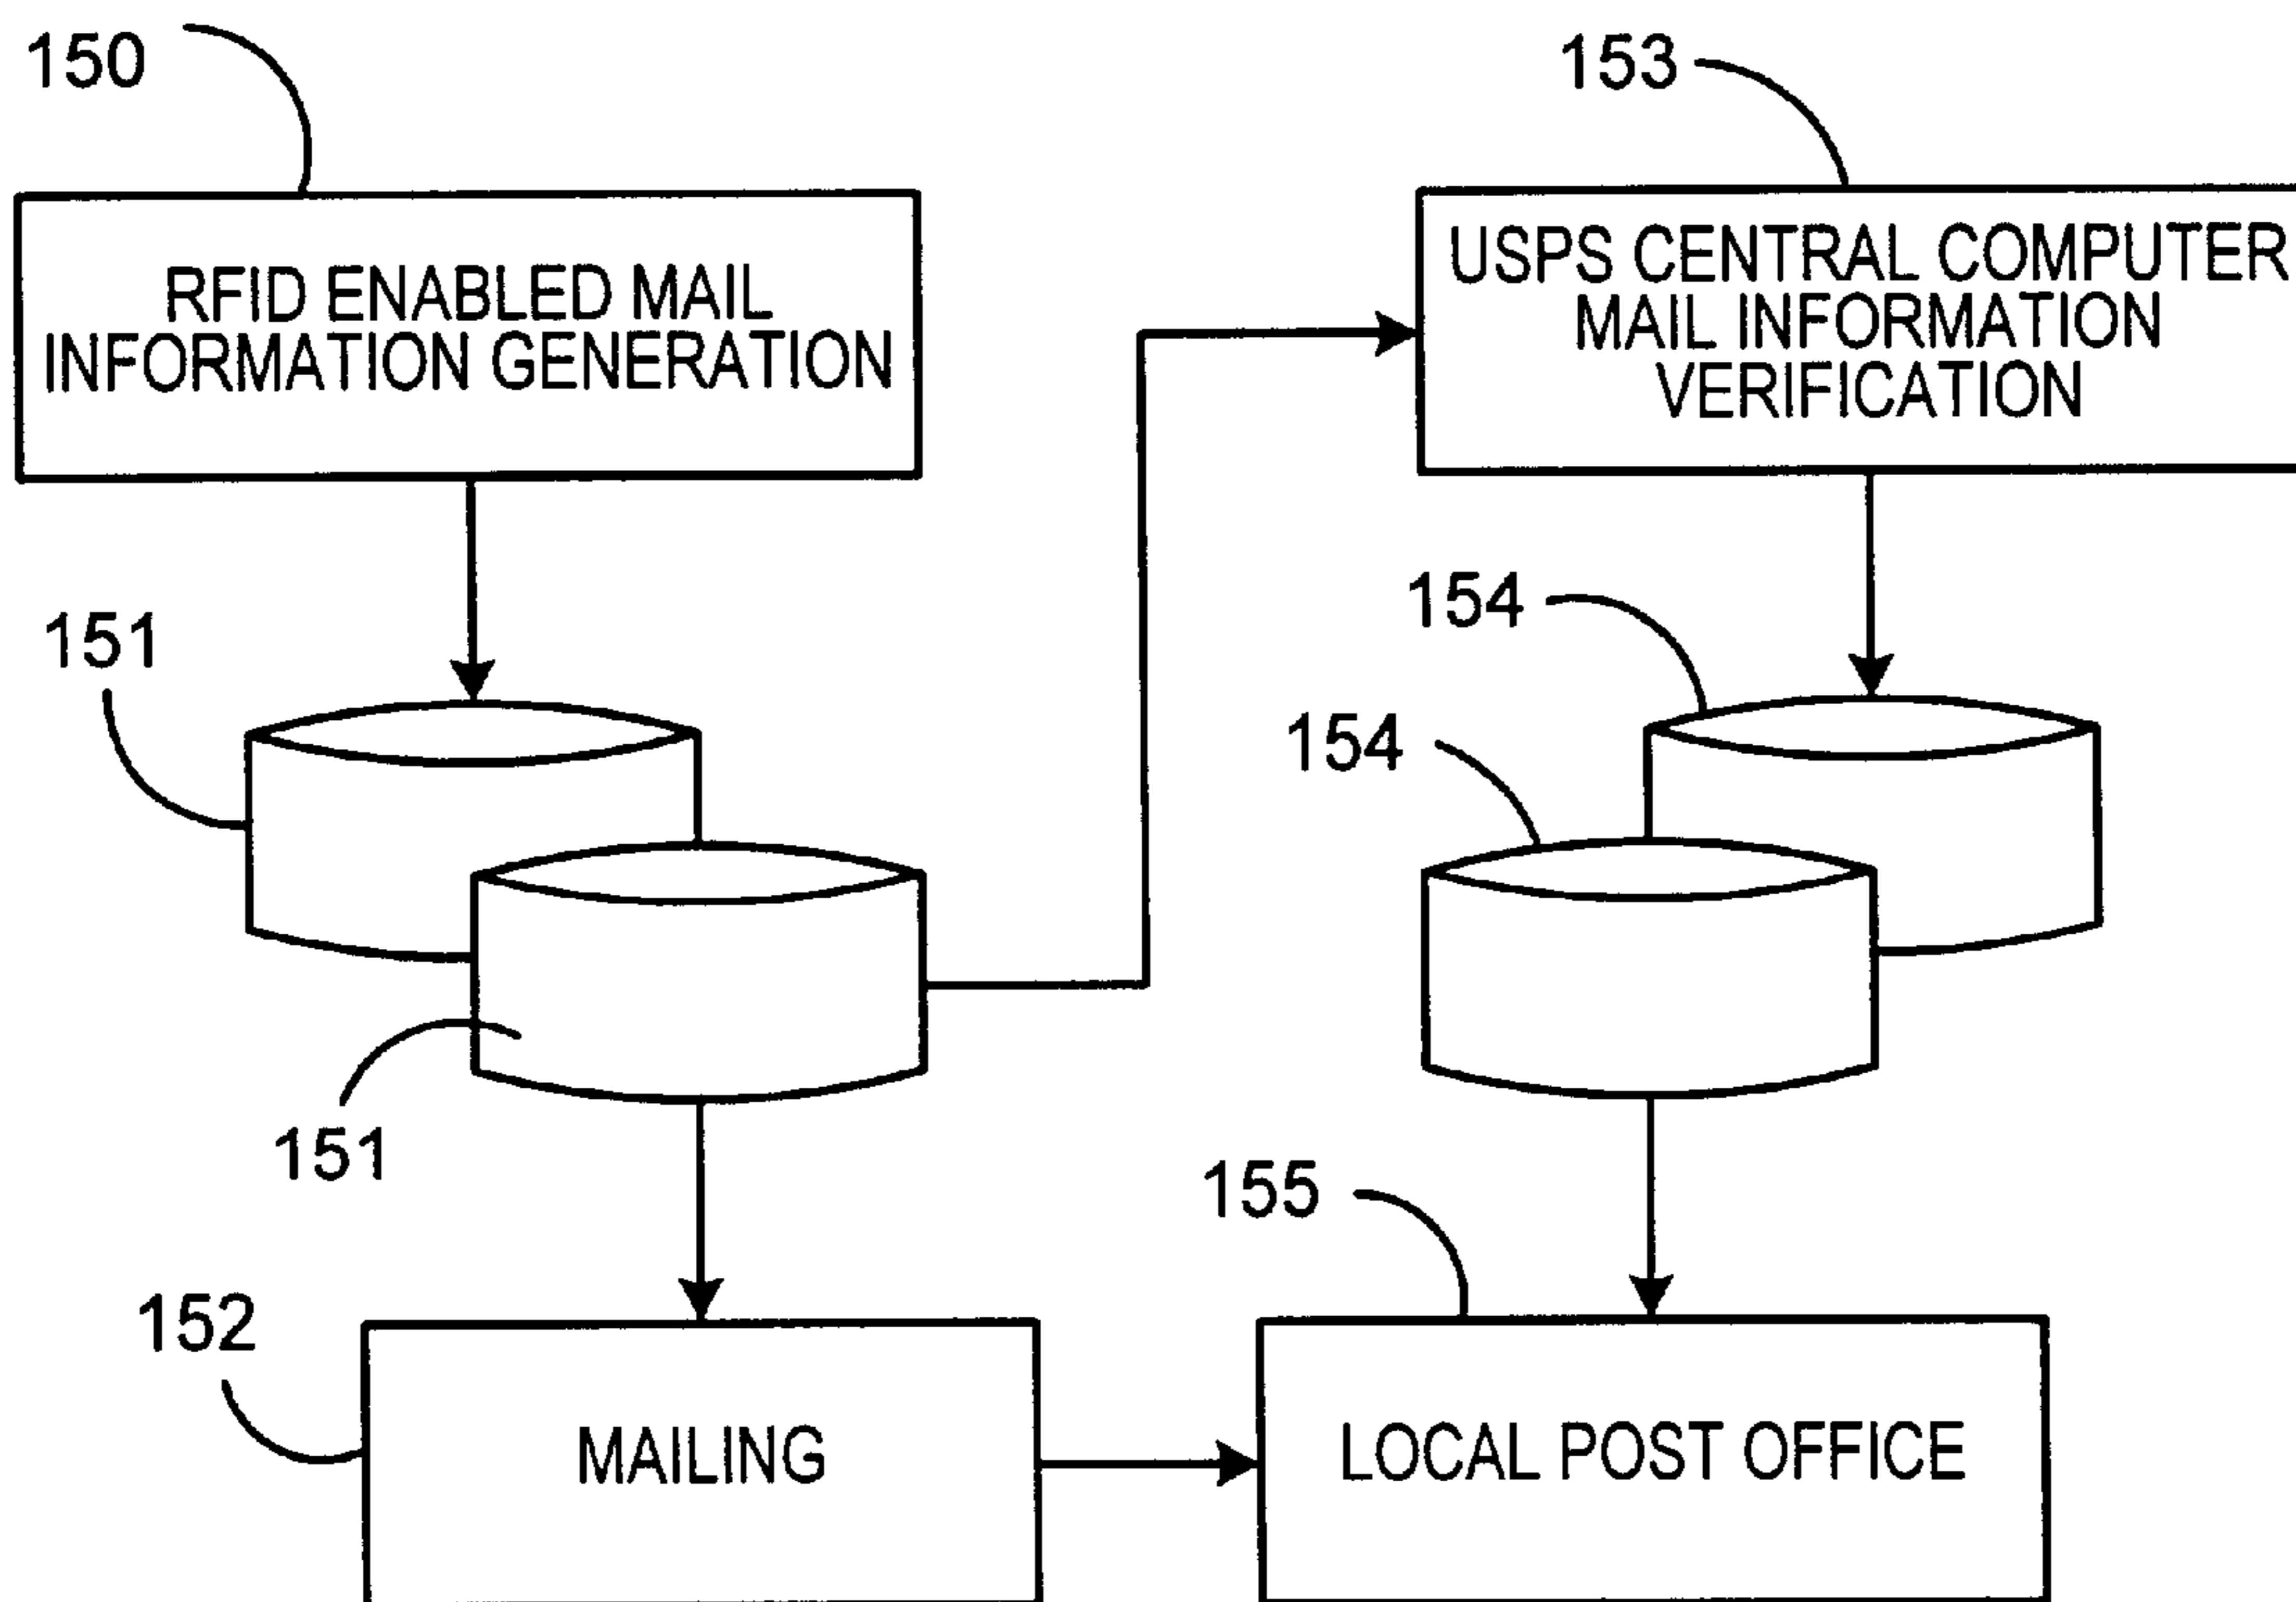 150
153
RFID ENABLED MAIL
INFORMATION GENERATION
USPS CENTRAL COMPUTER
MAIL INFORMATION
VERIFICATION
151
154
154
151
155
152
MAILING
LOCAL POST OFFICE